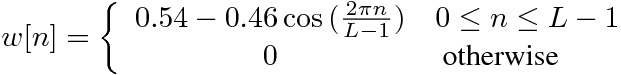 w[n] = { 0.54 − 0.46 cos (2πn / L−1)   0 ≤ n ≤ L − 1
0   otherwise